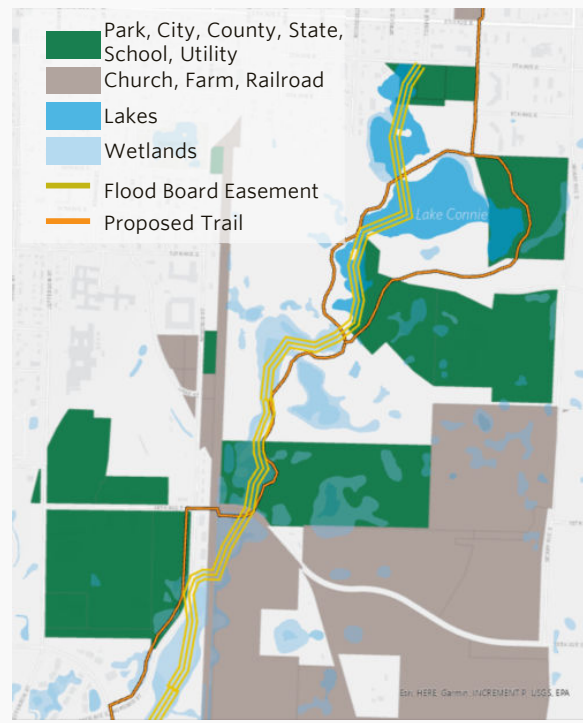 Park, City, County, State,
School, Utility
Church, Farm, Railroad
Lakes
Wetlands
Flood Board Easement
Proposed Trail
Lake Connie
Esri, HERE, Garmin, INCREMENT P, USGS, EPA